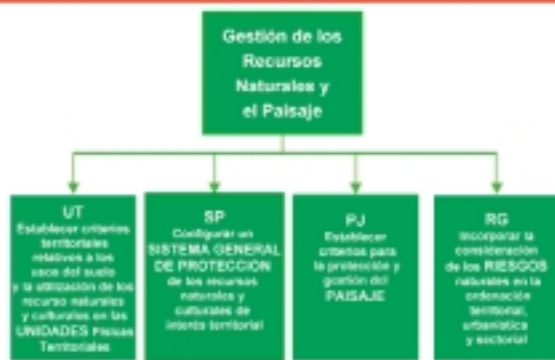 Gestión de los
Recursos
Naturales y
el Paisaje
UT
Establecer criterios
territoriales
relativos a los
usos del suelo
y la utilización de los
recurso naturales
y culturales en las
UNIDADES Físicas
Territoriales
SP
Configurar un
SISTEMA GENERAL
DE PROTECCIÓN
de los recursos
naturales y
culturales de
interés territorial
PJ
Establecer
criterios para
la protección y
gestión del
PAISAJE
RG
Incorporar la
consideración
de los RIESGOS
naturales en la
ordenación
territorial,
urbanística
y sectorial